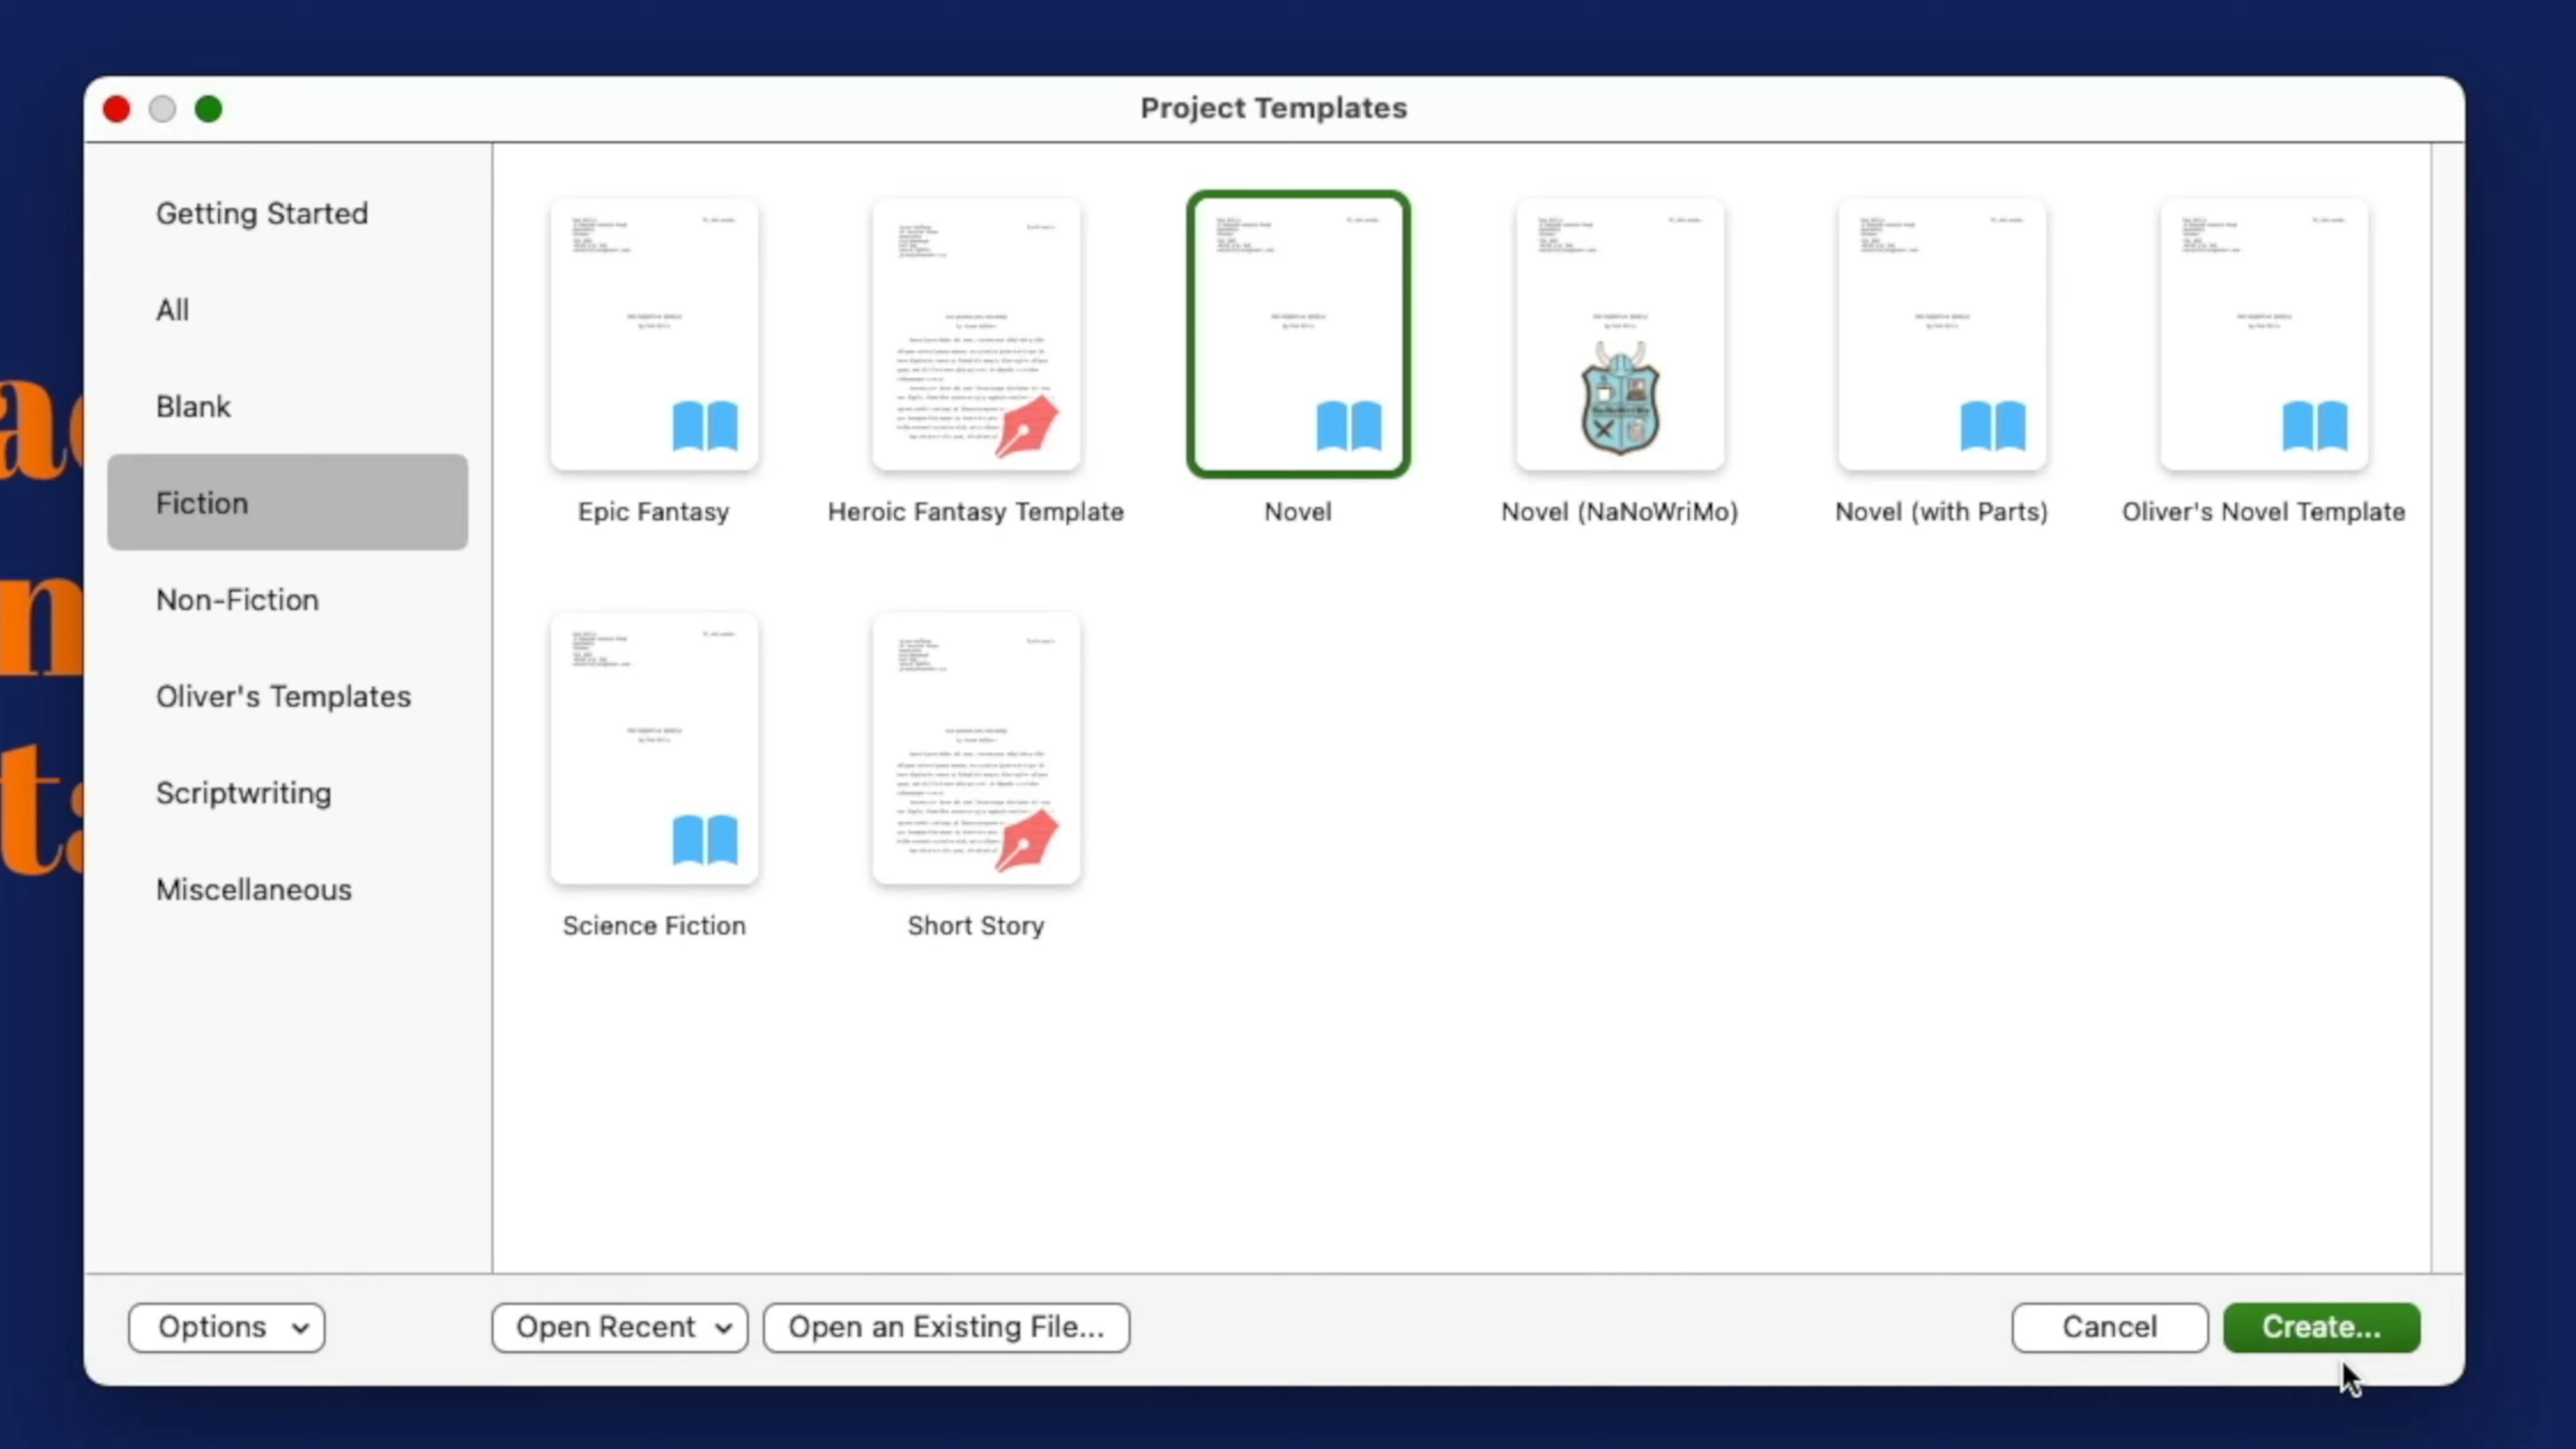 Project Templates
Getting Started
All
Blank
Fiction
Non-Fiction
Oliver's Templates
Scriptwriting
Miscellaneous
Epic Fantasy
Heroic Fantasy Template
Novel
Novel (NaNoWriMo)
Novel (with Parts)
Oliver's Novel Template
Science Fiction
Short Story
Options
Open Recent
Open an Existing File...
Cancel
Create...